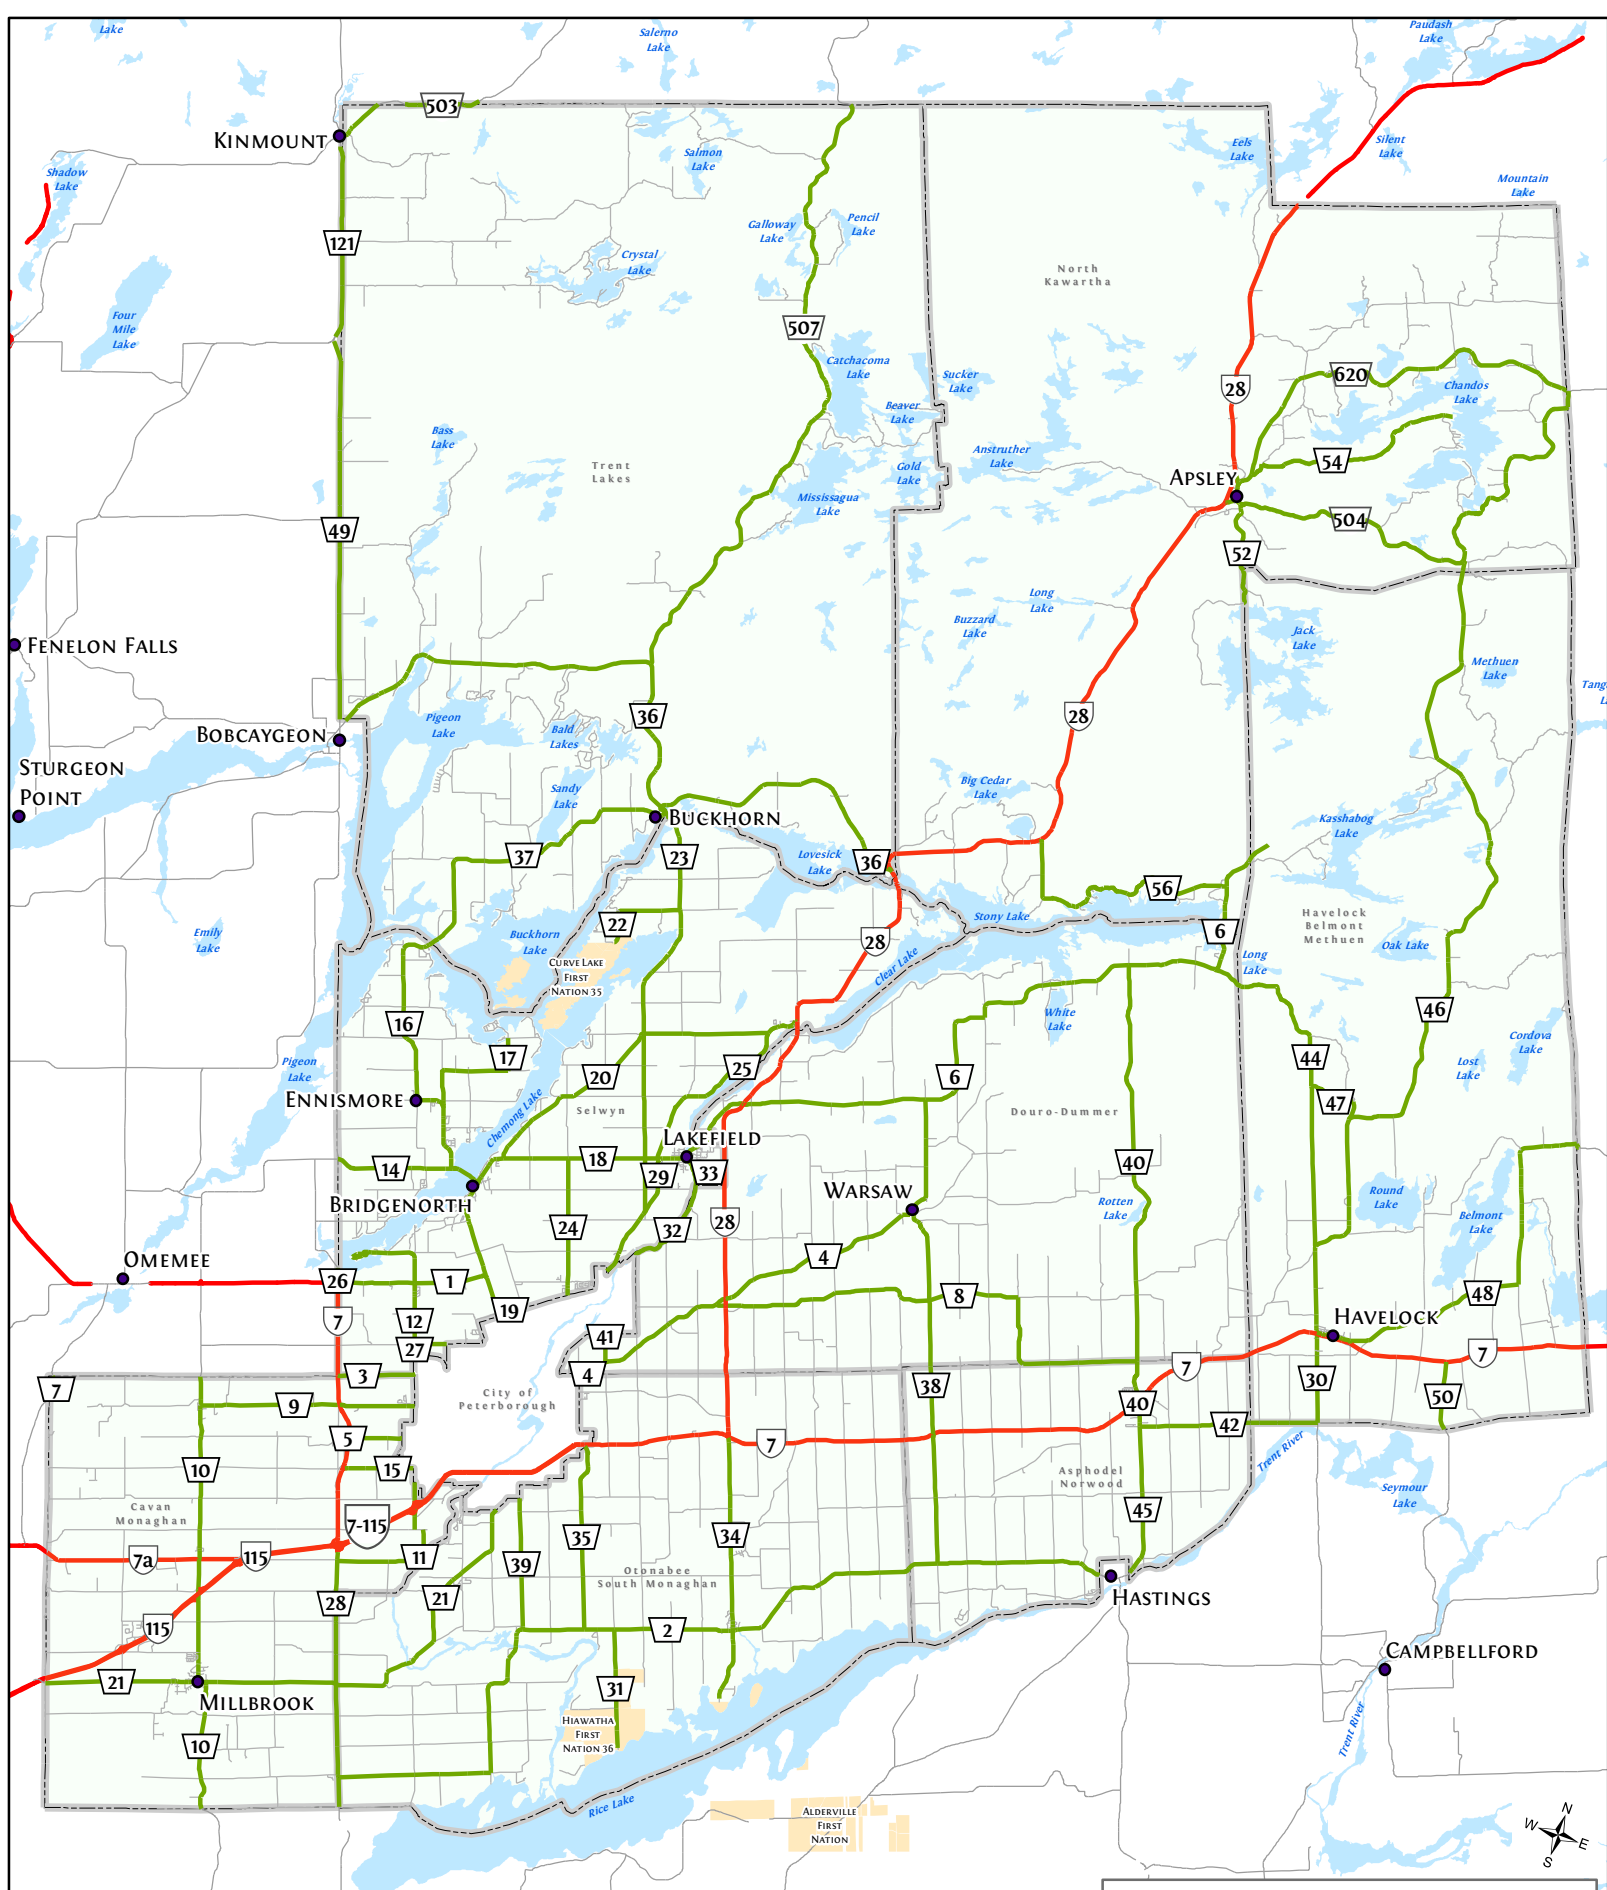 Lake
Salerno
Lake
Paudash
Lake
503
KINMOUNT
Salmon
Lake
Eels
Lake
Silent
Lake
Shadow
Lake
Mountain
Lake
Galloway
Lake
Pencil
Lake
121
Crystal
Lake
North
Kawartha
Four
Mile
Lake
507
Catchacoma
Lake
Sucker
Lake
28
620
Chandos
Lake
Beaver
Lake
Bass
Lake
Trent
Lakes
Gold
Lake
Anstruther
Lake
54
APSLEY
Mississagua
Lake
504
49
52
Long
Lake
Buzzard
Lake
Jack
Lake
FENELON FALLS
Methuen
Lake
36
Pigeon
Lake
Bald
Lakes
28
BOBCAYGEON
STURGEON
POINT
Sandy
Lake
Big Cedar
Lake
BUCKHORN
Kasshabog
Lake
37
23
Lovesick
Lake
36
56
22
Stony Lake
Havelock
Belmont
Methuen
6
Emily
Lake
Buckhorn
Lake
28
Oak Lake
CURVE LAKE
FIRST
NATION 35
Clear Lake
Long
Lake
16
White
Lake
46
17
Pigeon
Lake
25
44
Cordova
Lake
Lost
Lake
20
6
ENNISMORE
Chemong Lake
Selwyn
Douro-Dummer
47
LAKEFIELD
14
18
29
33
40
BRIDGENORTH
WARSAW
Rotten
Lake
Round
Lake
Belmont
Lake
24
32
28
OMEMEE
4
26
1
8
48
19
7
12
41
HAVELOCK
27
4
7
7
3
7
38
30
50
9
City of
Peterborough
40
42
5
7
Trent River
10
15
Asphodel
Norwood
Seymour
Lake
Cavan
Monaghan
7-115
45
35
34
7a
115
11
39
Otonabee
South Monaghan
HASTINGS
28
21
115
2
CAMPBELLFORD
21
31
MILLBROOK
HIAWATHA
FIRST
NATION 36
Trent River
10
Rice Lake
ALDERVILLE
FIRST
NATION
N
W
E
S